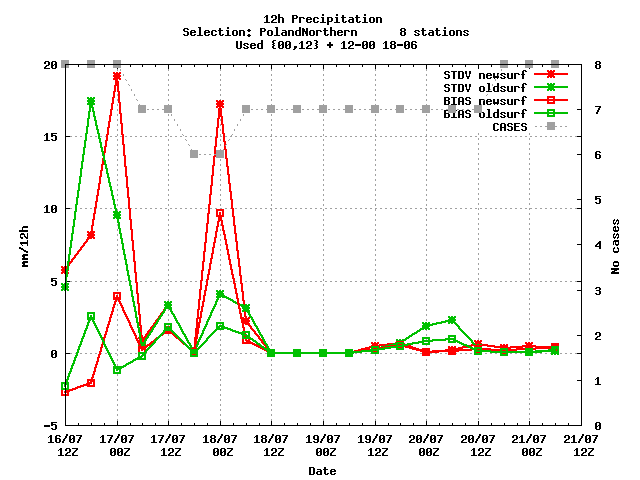 12h Precipitation
Selection: PolandNorthern      8 stations
Used {00,12} + 12-00 18-06
20
15
10
5
0
-5
mm/12h
8
7
6
5
4
3
2
1
0
No cases
STDV newsurf
STDV oldsurf
BIAS newsurf
BIAS oldsurf
CASES
16/07 17/07 17/07 18/07 18/07 19/07 19/07 20/07 20/07 21/07 21/07
12Z 00Z 12Z 00Z 12Z 00Z 12Z 00Z 12Z 00Z 12Z
Date